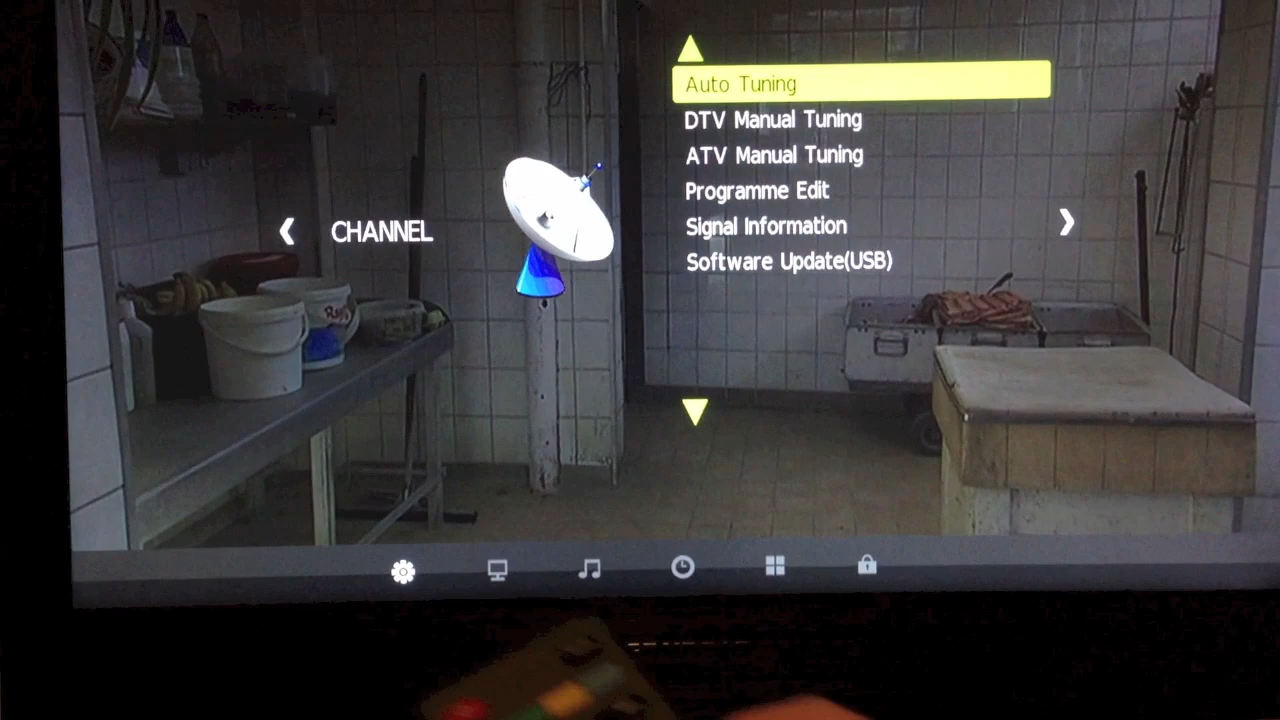 Auto Tuning
DTV Manual Tuning
ATV Manual Tuning
Programme Edit
Signal Information
CHANNEL
Software Update(USB)